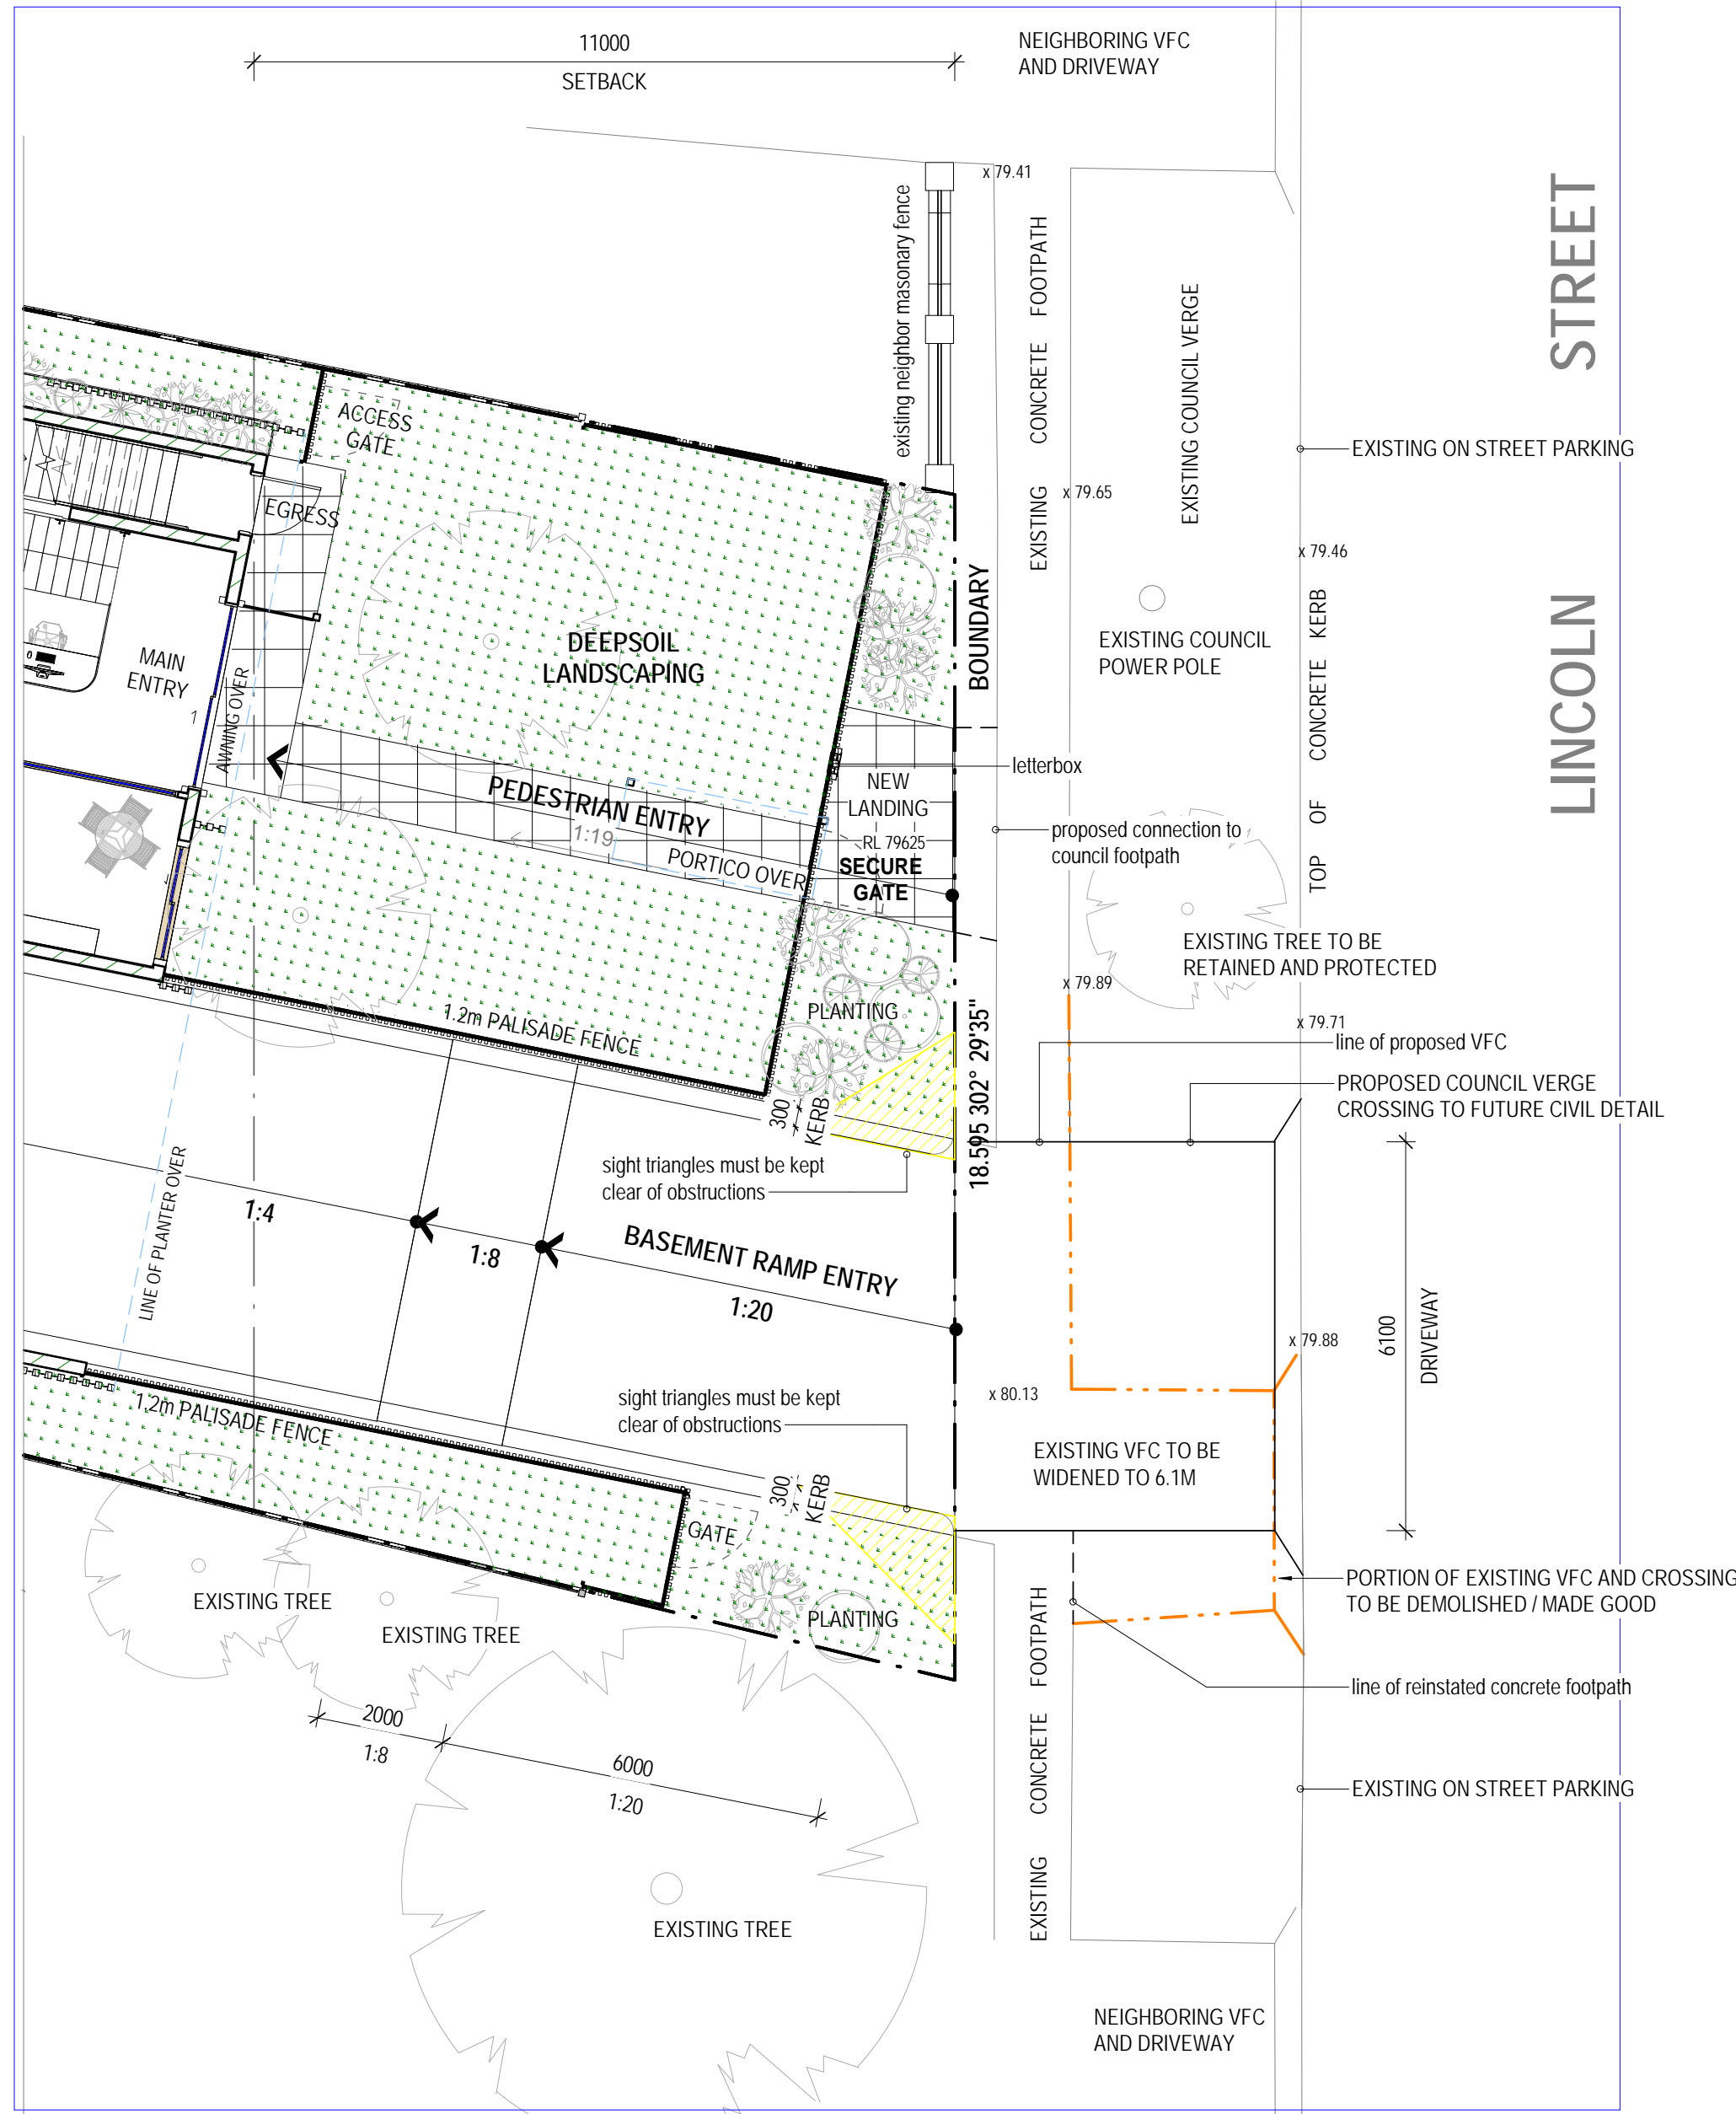 11000
SETBACK
NEIGHBORING VFC
AND DRIVEWAY
x 79.41
existing neighbor masonary fence
EXISTING CONCRETE FOOTPATH
EXISTING COUNCIL VERGE
LINCOLN STREET
EXISTING ON STREET PARKING
ACCESS
GATE
x 79.65
EGRESS
x 79.46
BOUNDARY
TOP OF CONCRETE KERB
EXISTING COUNCIL
POWER POLE
DEEPSOIL
LANDSCAPING
MAIN
ENTRY
1
AWNING OVER
letterbox
NEW
LANDING
PEDESTRIAN ENTRY
1:19
RL 79625
PORTICO OVER
SECURE
GATE
proposed connection to
council footpath
EXISTING TREE TO BE
RETAINED AND PROTECTED
x 79.89
PLANTING
1.2m PALISADE FENCE
x 79.71
18.595 302° 29'35"
line of proposed VFC
PROPOSED COUNCIL VERGE
CROSSING TO FUTURE CIVIL DETAIL
300
KERB
sight triangles must be kept
clear of obstructions
LINE OF PLANTER OVER
1:4
1:8
BASEMENT RAMP ENTRY
1:20
6100
DRIVEWAY
x 79.88
x 80.13
sight triangles must be kept
clear of obstructions
1.2m PALISADE FENCE
EXISTING VFC TO BE
WIDENED TO 6.1M
300
KERB
GATE
PORTION OF EXISTING VFC AND CROSSING
TO BE DEMOLISHED / MADE GOOD
EXISTING TREE
EXISTING TREE
PLANTING
EXISTING CONCRETE FOOTPATH
line of reinstated concrete footpath
2000
1:8
6000
1:20
EXISTING ON STREET PARKING
EXISTING TREE
NEIGHBORING VFC
AND DRIVEWAY